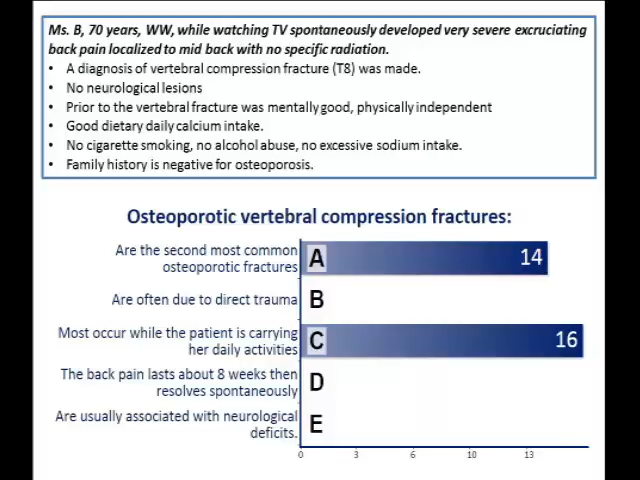 Ms. B, 70 years, WW, while watching TV spontaneously developed very severe excruciating
back pain localized to mid back with no specific radiation.
• A diagnosis of vertebral compression fracture (T8) was made.
• No neurological lesions
• Prior to the vertebral fracture was mentally good, physically independent
• Good dietary daily calcium intake.
• No cigarette smoking, no alcohol abuse, no excessive sodium intake.
• Family history is negative for osteoporosis.
Osteoporotic vertebral compression fractures:
Are the second most common
osteoporotic fractures
A
14
Are often due to direct trauma
B
Most occur while the patient is carrying
her daily activities
C
16
The back pain lasts about 8 weeks then
resolves spontaneously
D
Are usually associated with neurological
deficits.
E
0 3 6 10 13